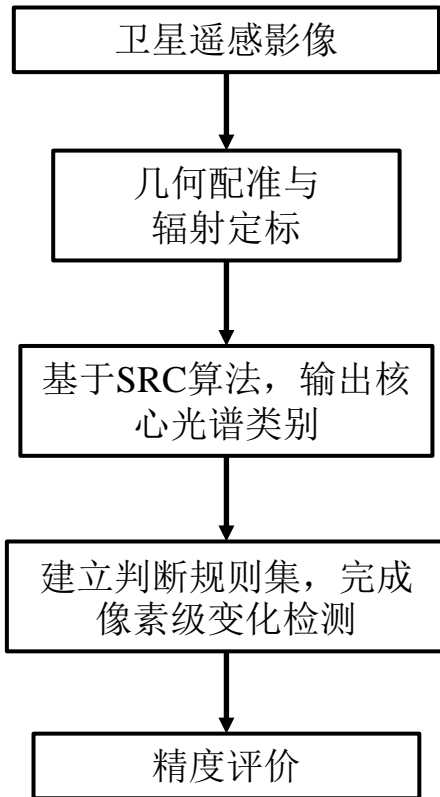 卫星遥感影像
几何配准与
辐射定标
基于SRC算法，输出核
心光谱类别
建立判断规则集，完成
像素级变化检测
精度评价